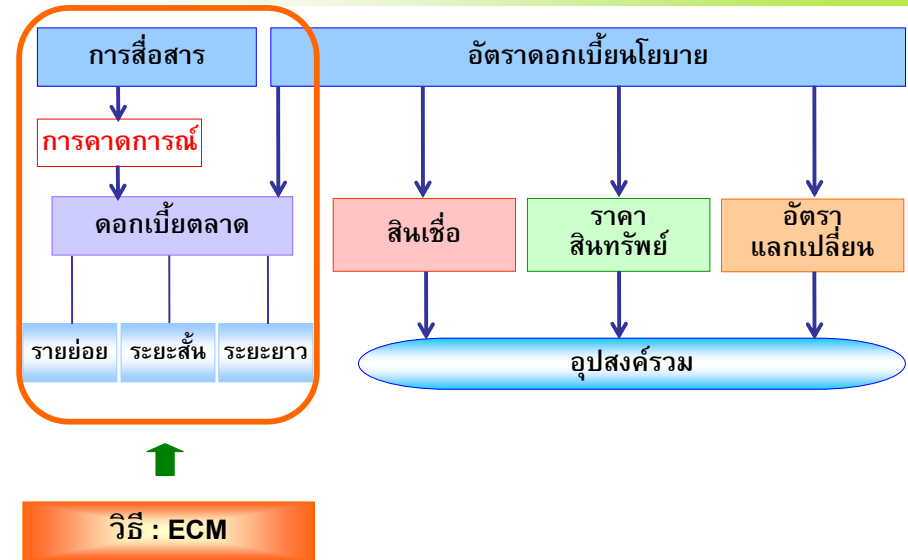 การสื่อสาร
อัตราดอกเบี้ยนโยบาย
การคาดการณ์
ดอกเบี้ยตลาด
สินเชื่อ
ราคา
สินทรัพย์
อัตรา
แลกเปลี่ยน
รายย่อย
ระยะสั้น
ระยะยาว
อุปสงค์รวม
วิธี : ECM